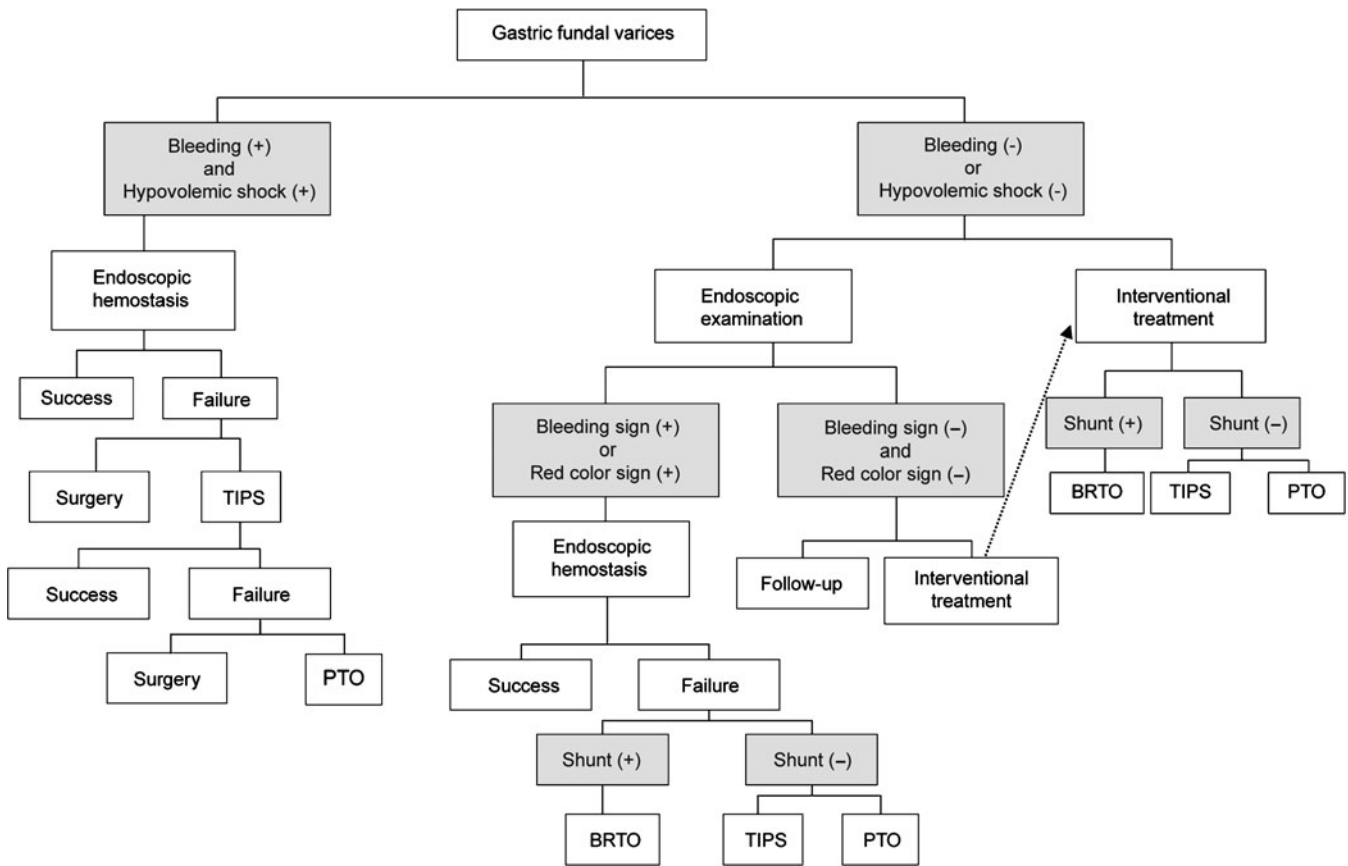 Gastric fundal varices
Bleeding (+)
and
Hypovolemic shock (+)
Bleeding (-)
or
Hypovolemic shock (-)
Endoscopic
hemostasis
Endoscopic
examination
Interventional
treatment
Success
Failure
Bleeding sign (+)
or
Red color sign (+)
Bleeding sign (–)
and
Red color sign (–)
Shunt (+)
Shunt (–)
Surgery
TIPS
BRTO
TIPS
PTO
Endoscopic
hemostasis
Follow-up
Interventional
treatment
Success
Failure
Surgery
PTO
Success
Failure
Shunt (+)
Shunt (–)
BRTO
TIPS
PTO